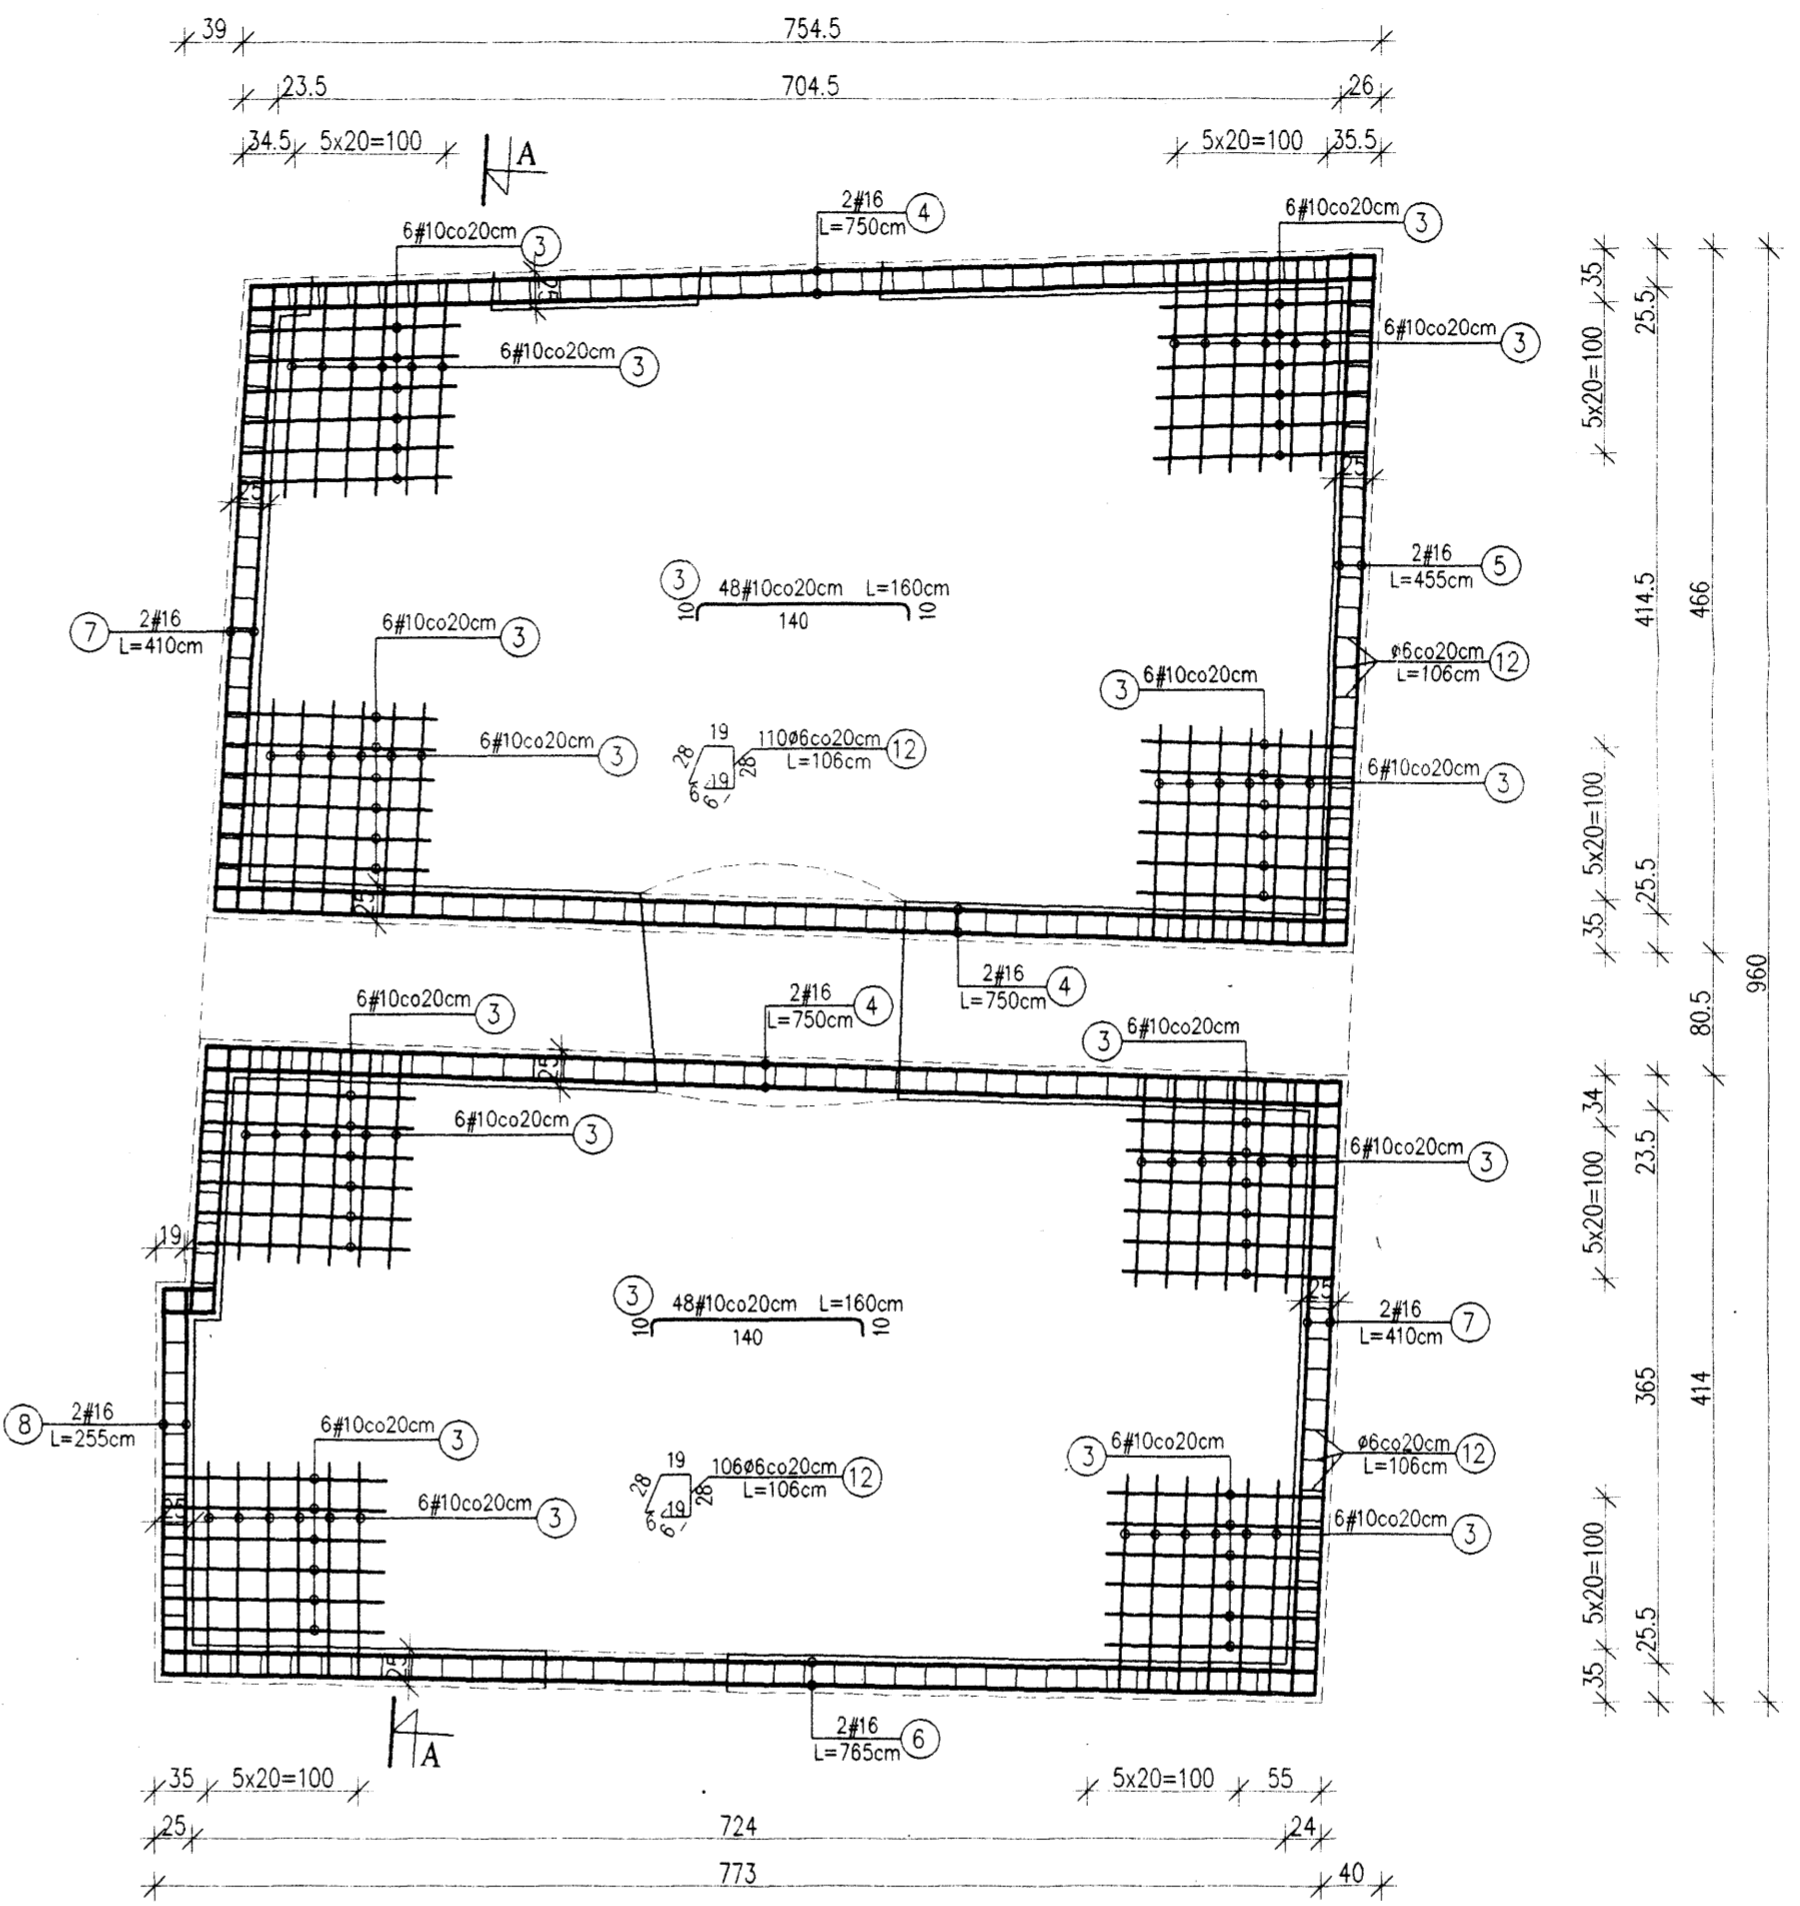 39 754.5
23.5 704.5 26
34.5 5x20=100 5x20=100 35.5
A
2#16 4
L=750cm
6#10co20cm 3
6#10co20cm 3
35
25.5
25
6#10co20cm 3
6#10co20cm 3
5x20=100
25
25
2#16 5
L=455cm
3 48#10co20cm L=160cm
10 140 10
414.5
466
7 2#16
L=410cm
6#10co20cm 3
ø6co20cm 12
L=106cm
3 6#10co20cm
6#10co20cm 3
19
28 28
19
6 6
110ø6co20cm 12
L=106cm
6#10co20cm 3
5x20=100
25.5
25
35
960
2#16 4
L=750cm
6#10co20cm 3
2#16 4
L=750cm
80.5
3 6#10co20cm
25
34
6#10co20cm 3
6#10co20cm 3
23.5
5x20=100
19
25
3 48#10co20cm L=160cm
10 140 10
2#16 7
L=410cm
365
414
8 2#16
L=255cm
6#10co20cm 3
3 6#10co20cm
ø6co20cm 12
L=106cm
19
28 28
19
6 6
106ø6co20cm 12
L=106cm
25
6#10co20cm 3
6#10co20cm 3
5x20=100
25.5
25
35
A
2#16 6
L=765cm
35 5x20=100 5x20=100 55
25 724 24
773 40